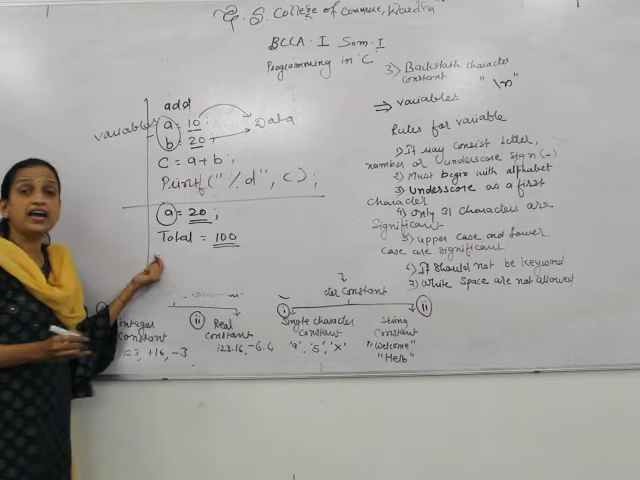 G. S. College of Commerce, Wardha
BCCA - I Sem - I
Programming in 'C'
3) Backslash character
constant " \n"
⇒ variables
Rules for variable
1) It may consist letter,
number or underscore sign (-)
2) Must begin with alphabet
3) Underscore as a first
character
4) only 31 characters are
significant
5) upper case and lower
case are significant
6) It should not be keyword
7) White space are not allowed
add
variables
a = 10 ;
Data
b = 20 ;
C = a + b ;
Printf ("%d", C) ;
a = 20 ;
Total = 100
Constant
i
integer
constant
123, +16, -3
ii
Real
constant
123.16, -6.4
i
Single character
Constant
'9', '5', 'x'
ii
String
Constant
"Welcome"
"Hello"